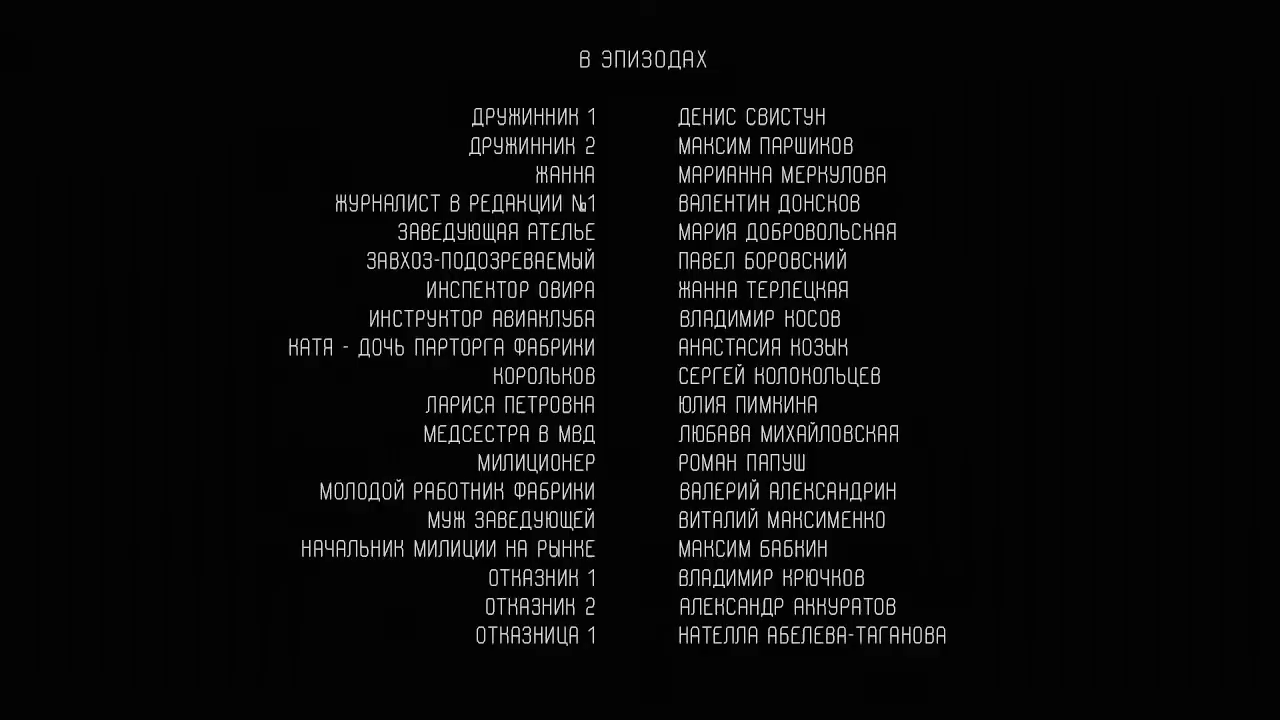 В ЭПИЗОДАХ
ДРУЖИННИК 1 ДЕНИС СВИСТУН
ДРУЖИННИК 2 МАКСИМ ПАРШИКОВ
ЖАННА МАРИАННА МЕРКУЛОВА
ЖУРНАЛИСТ В РЕДАКЦИИ №1 ВАЛЕНТИН ДОНСКОВ
ЗАВЕДУЮЩАЯ АТЕЛЬЕ МАРИЯ ДОБРОВОЛЬСКАЯ
ЗАВХОЗ-ПОДОЗРЕВАЕМЫЙ ПАВЕЛ БОРОВСКИЙ
ИНСПЕКТОР ОВИРА ЖАННА ТЕРЛЕЦКАЯ
ИНСТРУКТОР АВИАКЛУБА ВЛАДИМИР КОСОВ
КАТЯ - ДОЧЬ ПАРТОРГА ФАБРИКИ АНАСТАСИЯ КОЗЫК
КОРОЛЬКОВ СЕРГЕЙ КОЛОКОЛЬЦЕВ
ЛАРИСА ПЕТРОВНА ЮЛИЯ ПИМКИНА
МЕДСЕСТРА В МВД ЛЮБАВА МИХАЙЛОВСКАЯ
МИЛИЦИОНЕР РОМАН ПАПУШ
МОЛОДОЙ РАБОТНИК ФАБРИКИ ВАЛЕРИЙ АЛЕКСАНДРИН
МУЖ ЗАВЕДУЮЩЕЙ ВИТАЛИЙ МАКСИМЕНКО
НАЧАЛЬНИК МИЛИЦИИ НА РЫНКЕ МАКСИМ БАБКИН
ОТКАЗНИК 1 ВЛАДИМИР КРЮЧКОВ
ОТКАЗНИК 2 АЛЕКСАНДР АККУРАТОВ
ОТКАЗНИЦА 1 НАТЕЛЛА АБЕЛЕВА-ТАГАНОВА